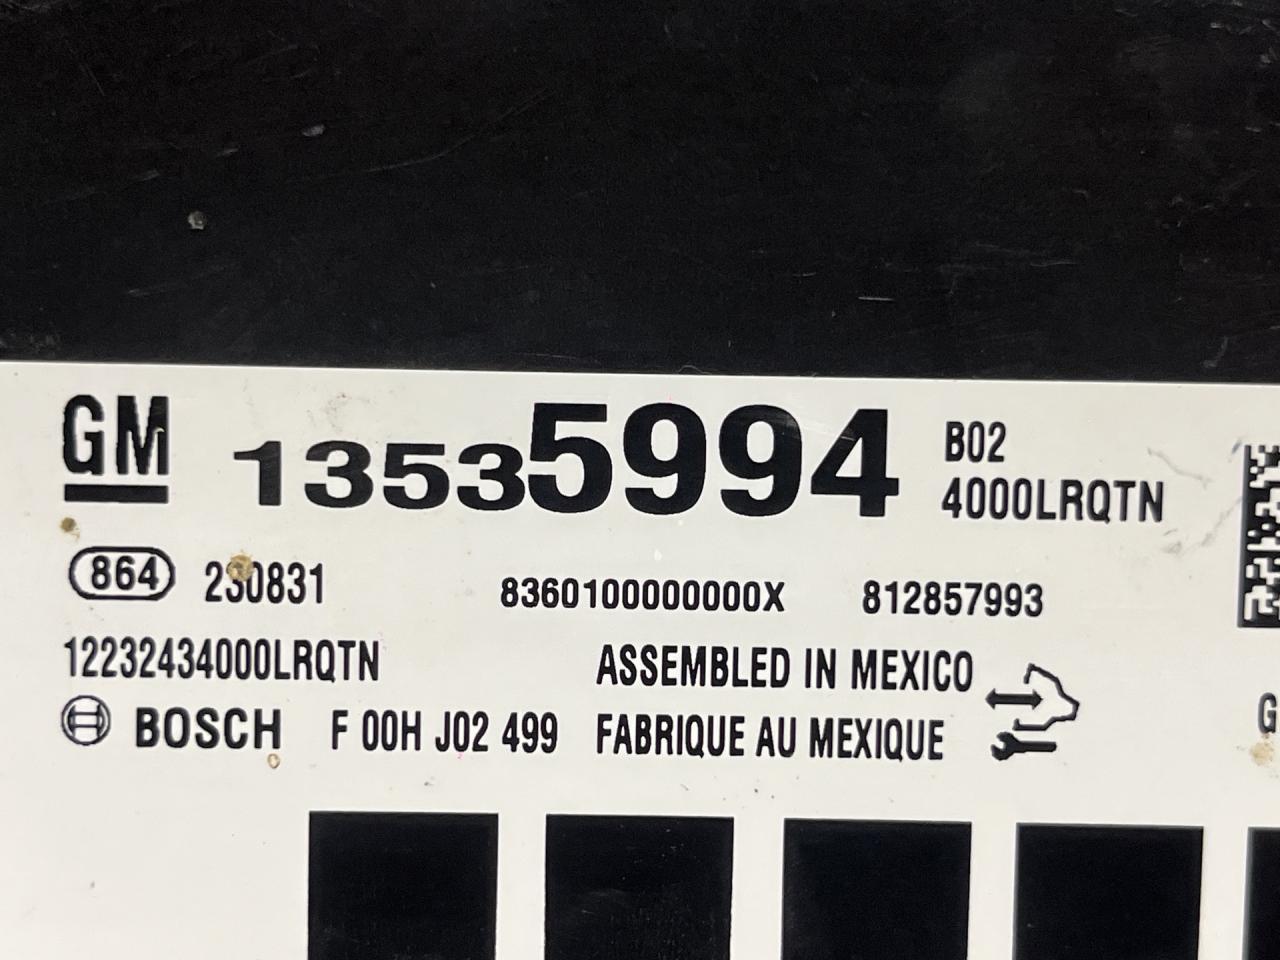 GM 13535994 B02
4000LRQTN
864 230831 8360100000000X 812857993
12232434000LRQTN ASSEMBLED IN MEXICO
BOSCH F 00H J02 499 FABRIQUE AU MEXIQUE
G